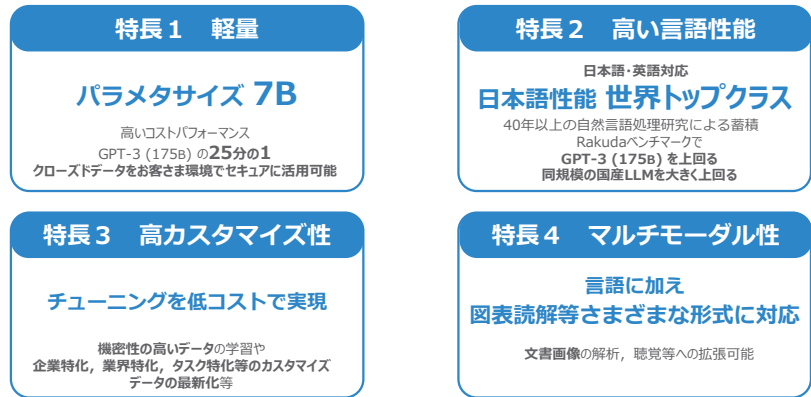 特長1 軽量
パラメタサイズ 7B
高いコストパフォーマンス
GPT-3 (175B) の25分の1
クローズドデータをお客さま環境でセキュアに活用可能
特長2 高い言語性能
日本語・英語対応
日本語性能 世界トップクラス
40年以上の自然言語処理研究による蓄積
Rakudaベンチマークで
GPT-3 (175B) を上回る
同規模の国産LLMを大きく上回る
特長3 高カスタマイズ性
チューニングを低コストで実現
機密性の高いデータの学習や
企業特化，業界特化，タスク特化等のカスタマイズ
データの最新化等
特長4 マルチモーダル性
言語に加え
図表読解等さまざまな形式に対応
文書画像の解析，聴覚等への拡張可能